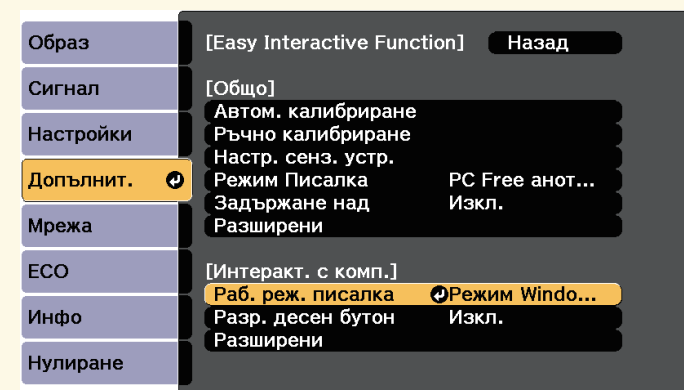 Образ
Сигнал
Настройки
Допълнит.
Мрежа
ECO
Инфо
Нулиране
[Easy Interactive Function] Назад
[Общо]
Автом. калибриране
Ръчно калибриране
Настр. сенз. устр.
Режим Писалка PC Free анот...
Задържане над Изкл.
Разширени
[Интеракт. с комп.]
Раб. реж. писалка Режим Windo...
Разр. десен бутон Изкл.
Разширени